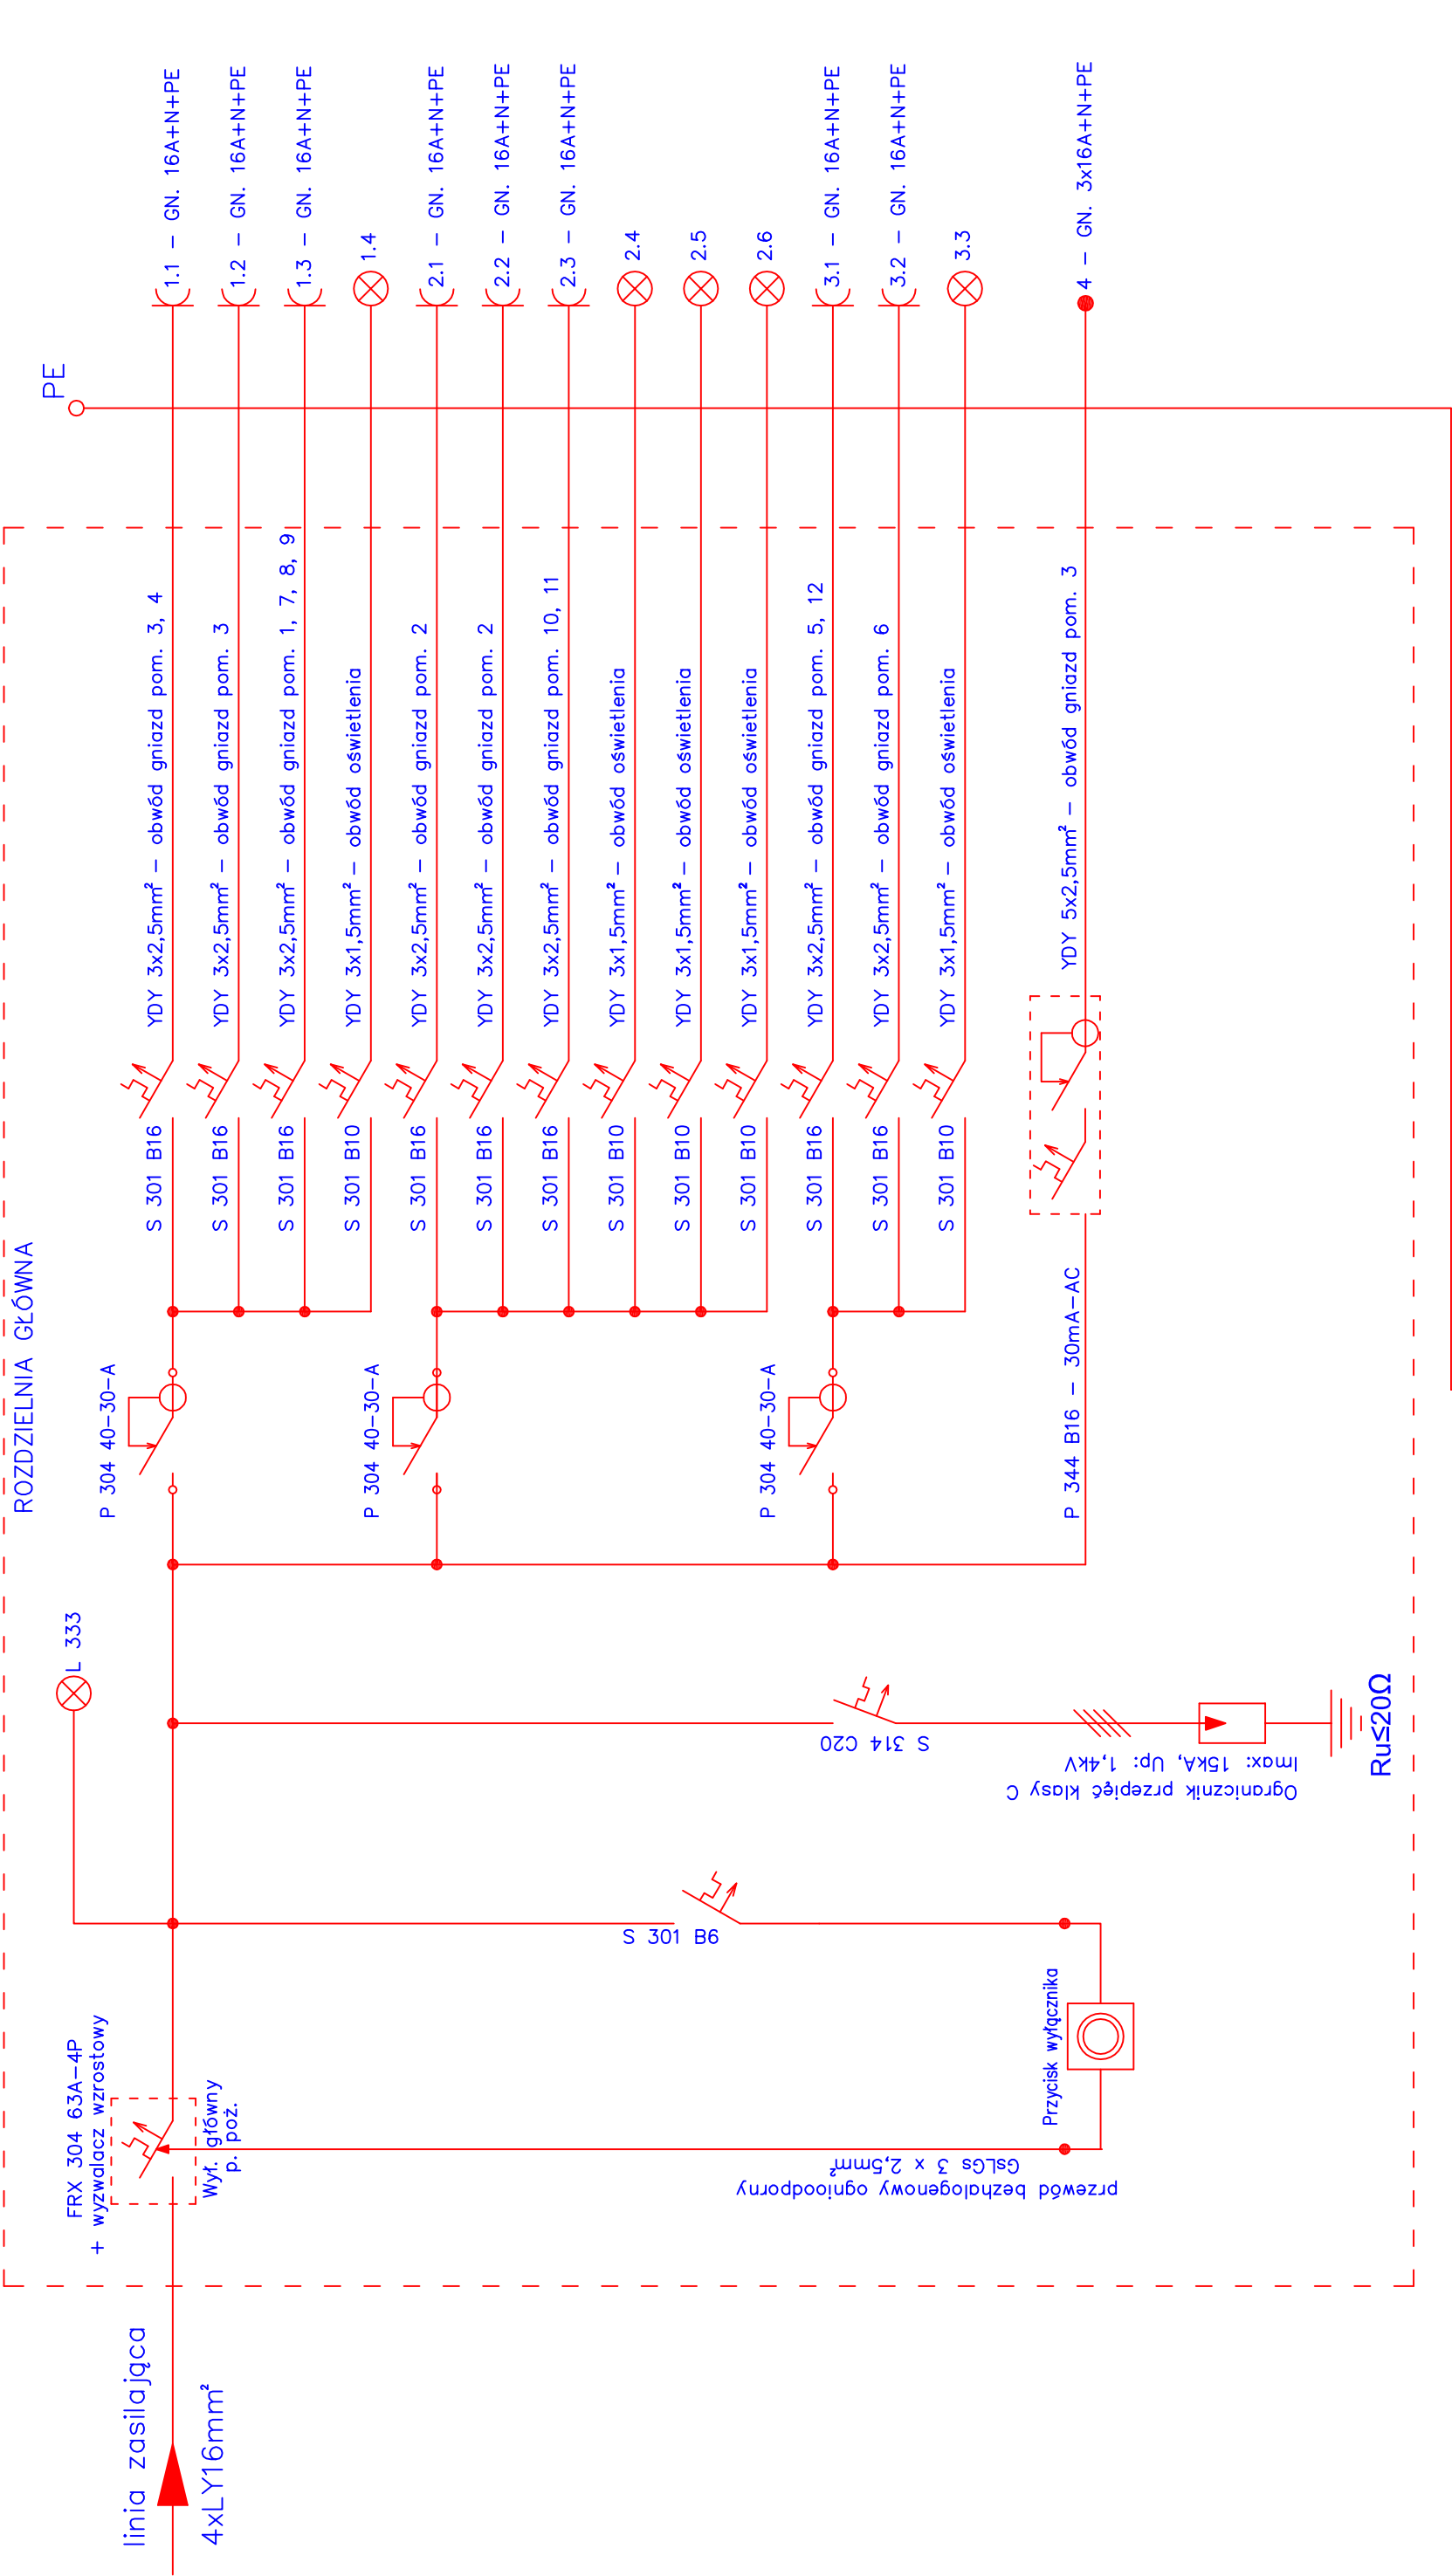 PE
1.1 - GN. 16A+N+PE
1.2 - GN. 16A+N+PE
1.3 - GN. 16A+N+PE
1.4
2.1 - GN. 16A+N+PE
2.2 - GN. 16A+N+PE
2.3 - GN. 16A+N+PE
2.4
2.5
2.6
3.1 - GN. 16A+N+PE
3.2 - GN. 16A+N+PE
3.3
4 - GN. 3x16A+N+PE
YDY 3x2,5mm² - obwód gniazd pom. 3, 4
YDY 3x2,5mm² - obwód gniazd pom. 3
YDY 3x2,5mm² - obwód gniazd pom. 1, 7, 8, 9
YDY 3x1,5mm² - obwód oświetlenia
YDY 3x2,5mm² - obwód gniazd pom. 2
YDY 3x2,5mm² - obwód gniazd pom. 2
YDY 3x2,5mm² - obwód gniazd pom. 10, 11
YDY 3x1,5mm² - obwód oświetlenia
YDY 3x1,5mm² - obwód oświetlenia
YDY 3x1,5mm² - obwód oświetlenia
YDY 3x2,5mm² - obwód gniazd pom. 5, 12
YDY 3x2,5mm² - obwód gniazd pom. 6
YDY 3x1,5mm² - obwód oświetlenia
YDY 5x2,5mm² - obwód gniazd pom. 3
S 301 B16
S 301 B16
S 301 B16
S 301 B10
S 301 B16
S 301 B16
S 301 B16
S 301 B10
S 301 B10
S 301 B10
S 301 B16
S 301 B16
S 301 B10
ROZDZIELNIA GŁÓWNA
P 304 40-30-A
P 304 40-30-A
P 304 40-30-A
P 344 B16 - 30mA-AC
L 333
S 314 C20
Ogranicznik przepięć klasy C
Imax: 15kA, Up: 1,4kV
Ru≤20Ω
S 301 B6
Przycisk wyłącznika
FRX 304 63A-4P
+ wyzwalacz wzrostowy
Wył. główny
p. poż.
przewód bezhalogenowy ognioodporny
GsLGs 3 x 2,5mm²
linia zasilająca
4xLY16mm²